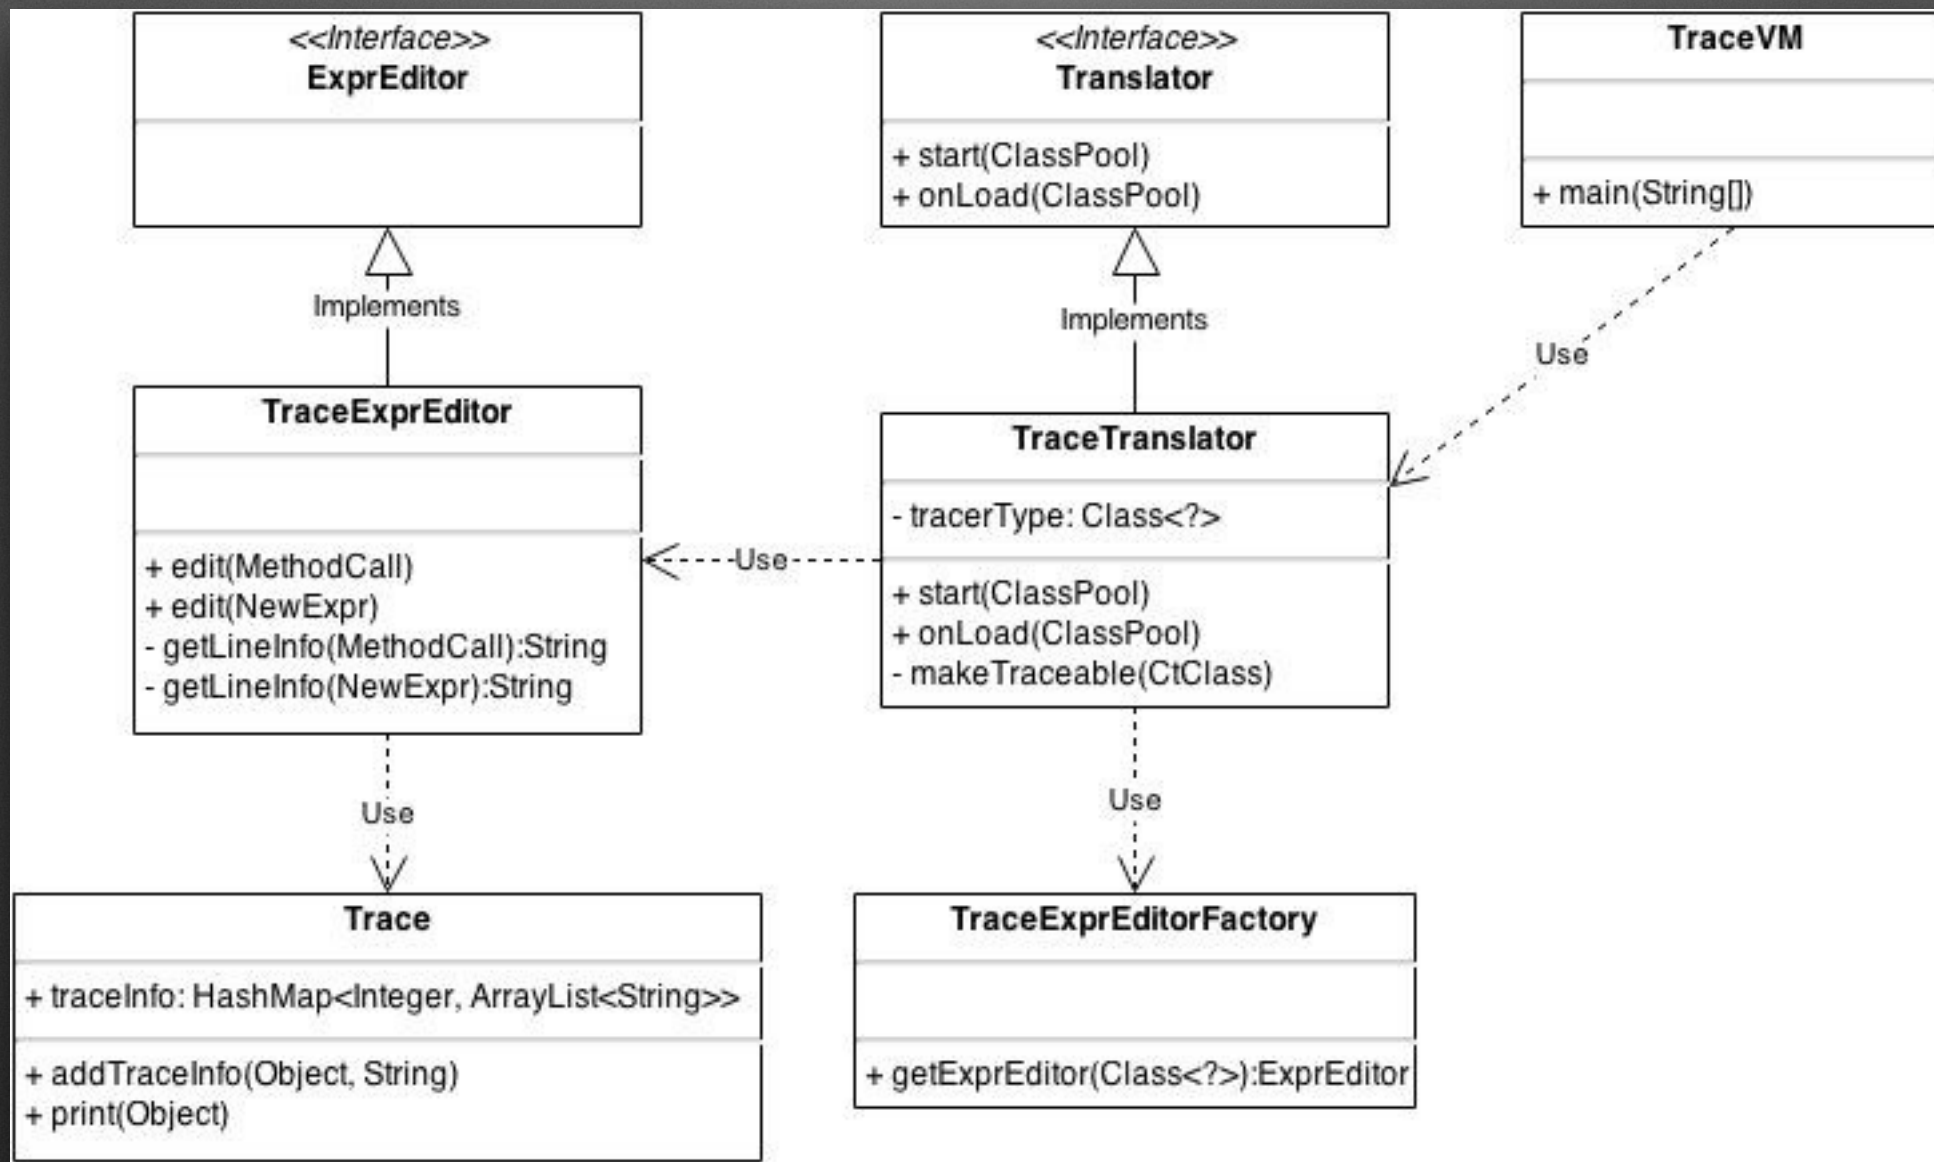 <<Interface>>
ExprEditor
<<Interface>>
Translator
+ start(ClassPool)
+ onLoad(ClassPool)
TraceVM
+ main(String[])
Implements
Implements
Use
TraceExprEditor
+ edit(MethodCall)
+ edit(NewExpr)
- getLineInfo(MethodCall):String
- getLineInfo(NewExpr):String
Use
TraceTranslator
- tracerType: Class<?>
+ start(ClassPool)
+ onLoad(ClassPool)
- makeTraceable(CtClass)
Use
Use
Trace
+ traceInfo: HashMap<Integer, ArrayList<String>>
+ addTraceInfo(Object, String)
+ print(Object)
TraceExprEditorFactory
+ getExprEditor(Class<?>):ExprEditor